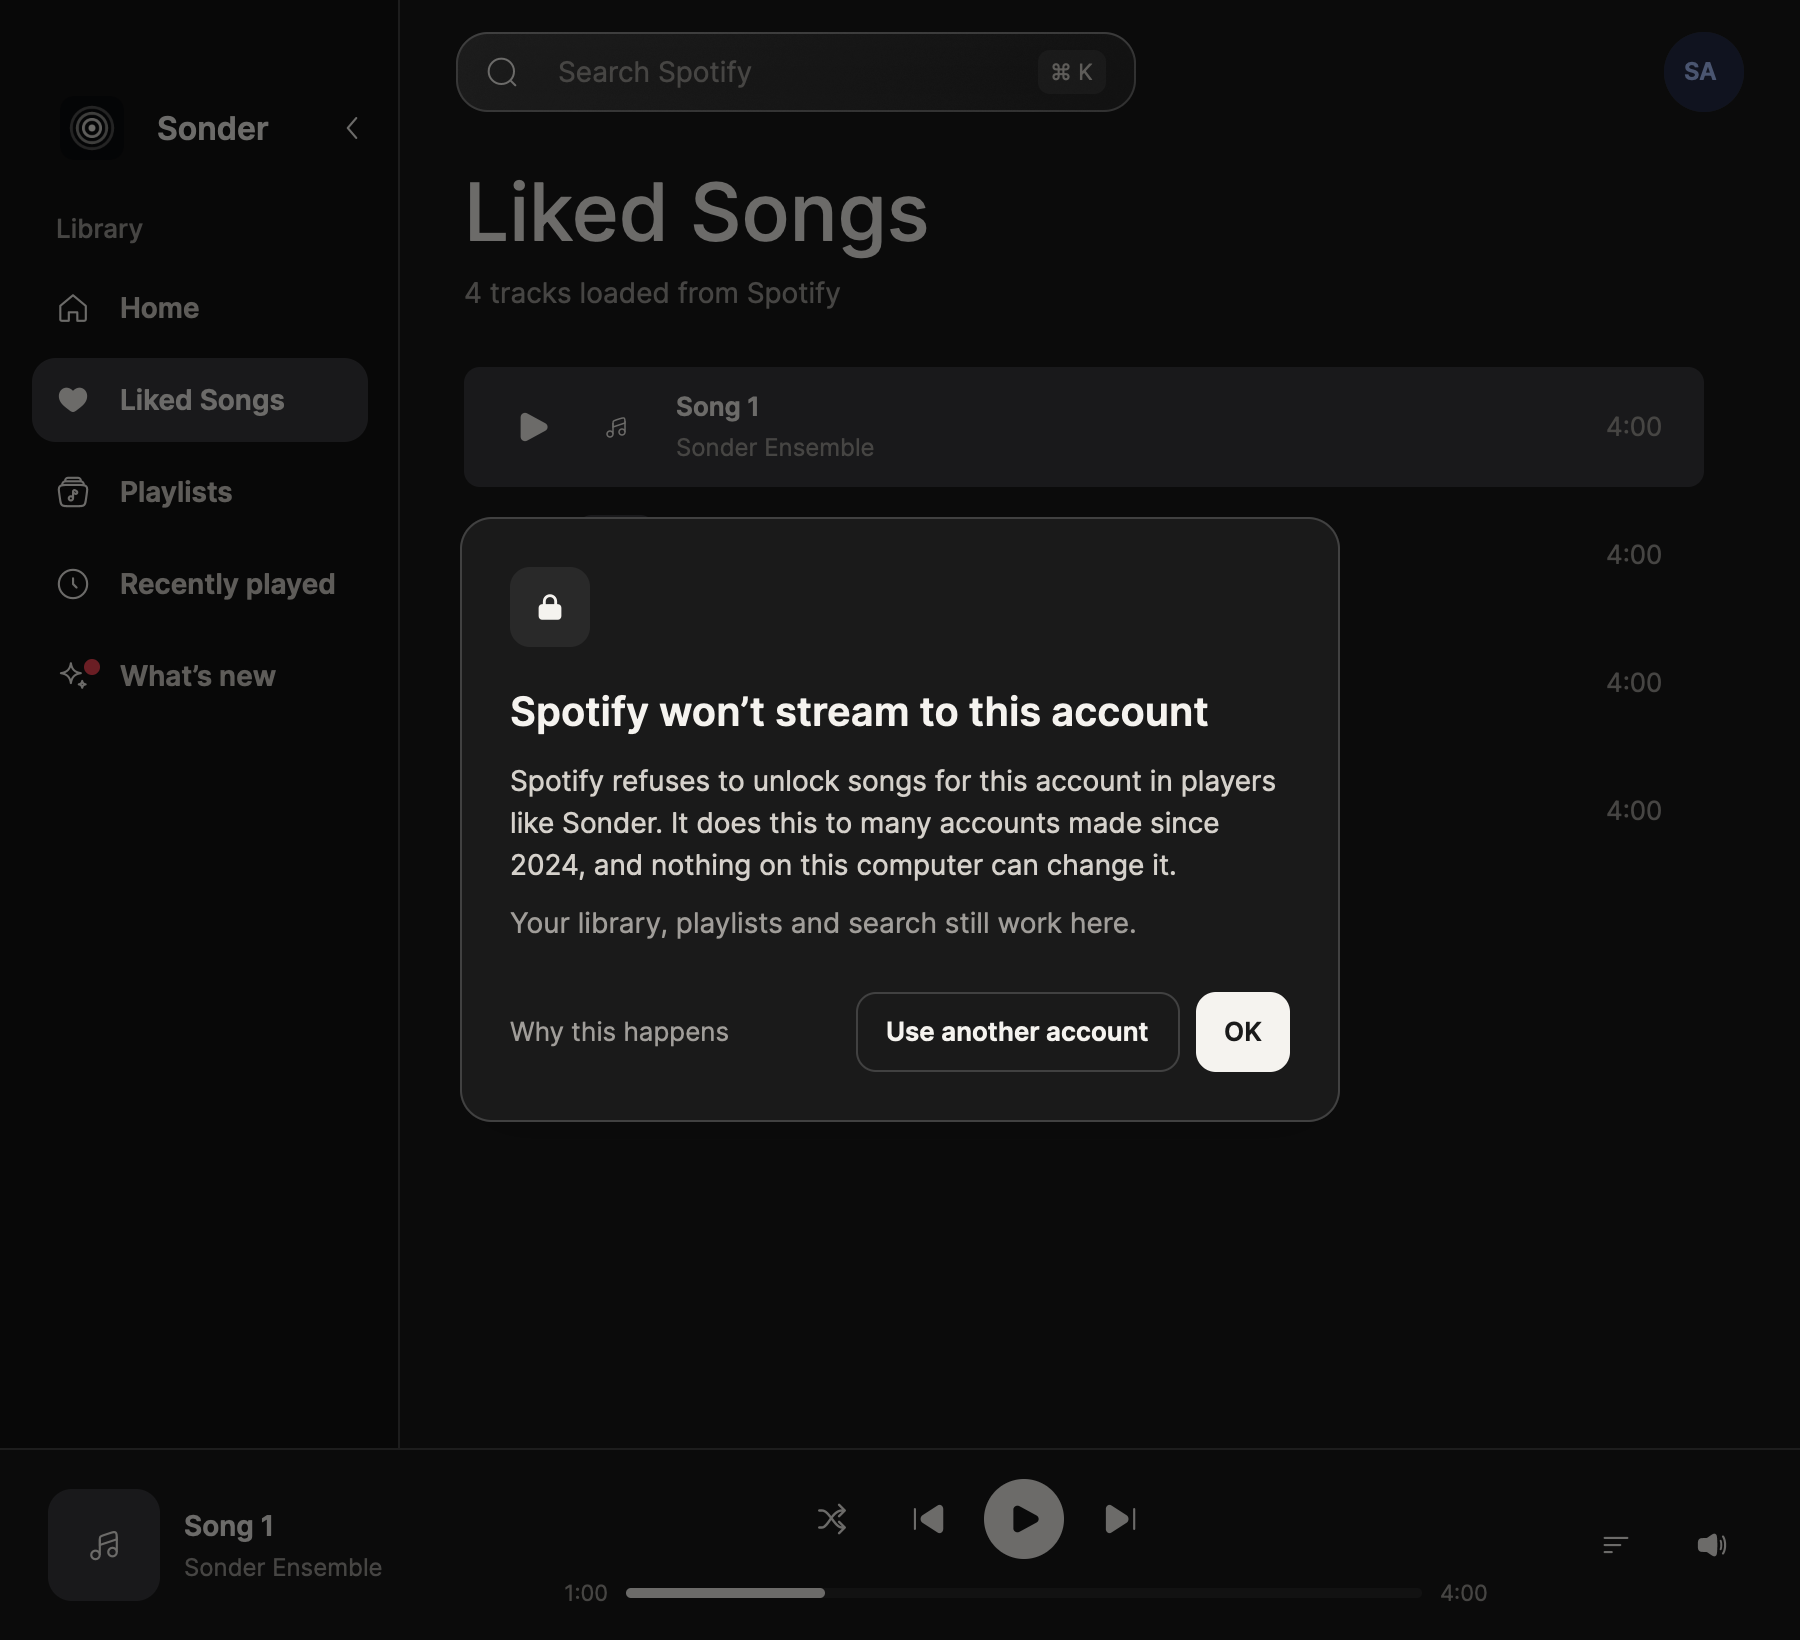 Sonder
Library
Home
Liked Songs
Playlists
Recently played
What’s new
Search Spotify
⌘ K
SA
Liked Songs
4 tracks loaded from Spotify
Song 1
Sonder Ensemble
4:00
4:00
4:00
4:00
Spotify won’t stream to this account
Spotify refuses to unlock songs for this account in players
like Sonder. It does this to many accounts made since
2024, and nothing on this computer can change it.
Your library, playlists and search still work here.
Why this happens
Use another account
OK
Song 1
Sonder Ensemble
1:00
4:00